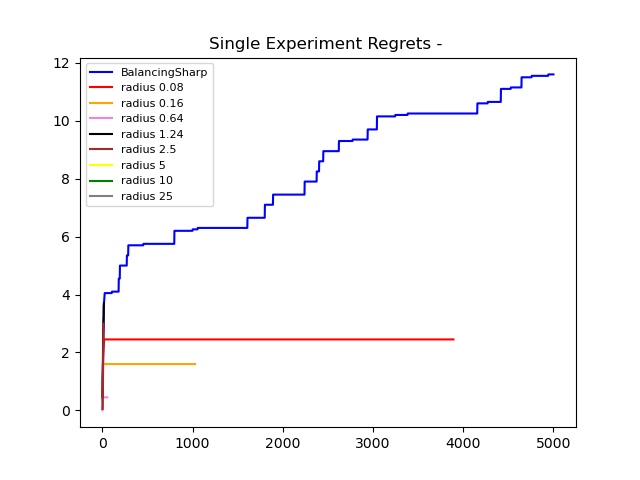 Single Experiment Regrets -
BalancingSharp
radius 0.08
radius 0.16
radius 0.64
radius 1.24
radius 2.5
radius 5
radius 10
radius 25
12
10
8
6
4
2
0
0 1000 2000 3000 4000 5000